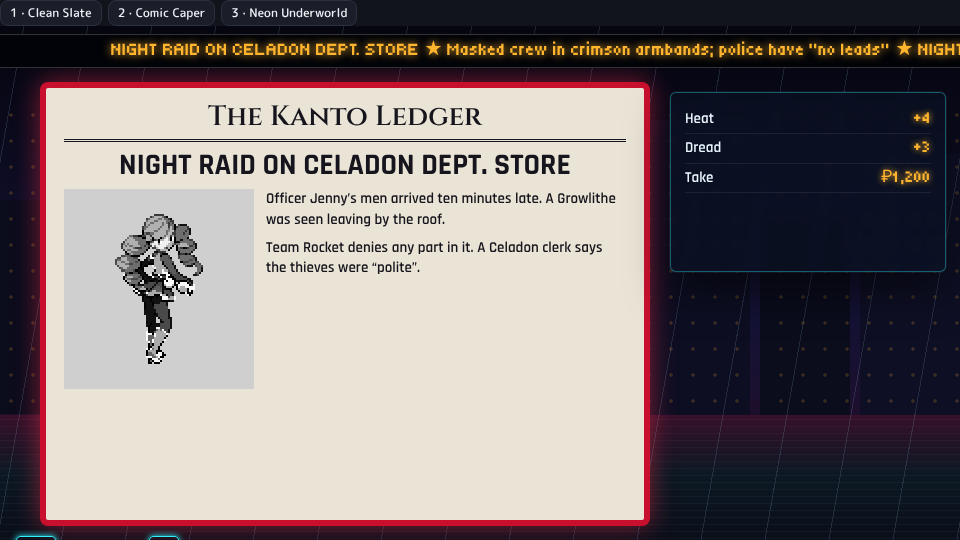 1 · Clean Slate
2 · Comic Caper
3 · Neon Underworld
NIGHT RAID ON CELADON DEPT. STORE ★ Masked crew in crimson armbands; police have "no leads" ★ NIGHT
The Kanto Ledger
NIGHT RAID ON CELADON DEPT. STORE
Officer Jenny’s men arrived ten minutes late. A Growlithe
was seen leaving by the roof.
Team Rocket denies any part in it. A Celadon clerk says
the thieves were “polite”.
Heat +4
Dread +3
Take ₽1,200